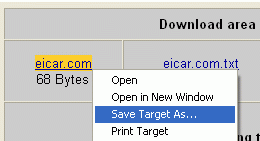 Download area
eicar.com
eicar.com.txt
68 Bytes
Open
Open in New Window
Save Target As...
Print Target